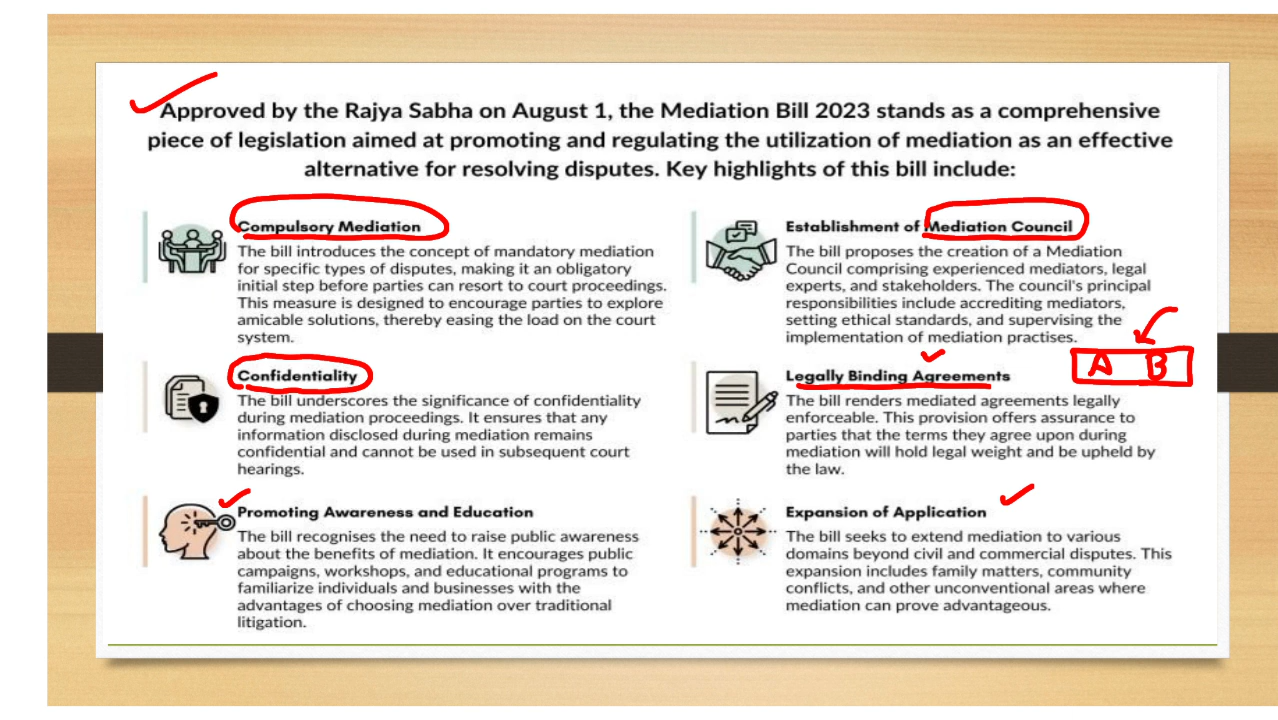 Approved by the Rajya Sabha on August 1, the Mediation Bill 2023 stands as a comprehensive
piece of legislation aimed at promoting and regulating the utilization of mediation as an effective
alternative for resolving disputes. Key highlights of this bill include:
Compulsory Mediation
The bill introduces the concept of mandatory mediation
for specific types of disputes, making it an obligatory
initial step before parties can resort to court proceedings.
This measure is designed to encourage parties to explore
amicable solutions, thereby easing the load on the court
system.
Establishment of Mediation Council
The bill proposes the creation of a Mediation
Council comprising experienced mediators, legal
experts, and stakeholders. The council's principal
responsibilities include accrediting mediators,
setting ethical standards, and supervising the
implementation of mediation practises.
Confidentiality
The bill underscores the significance of confidentiality
during mediation proceedings. It ensures that any
information disclosed during mediation remains
confidential and cannot be used in subsequent court
hearings.
Legally Binding Agreements
A B
The bill renders mediated agreements legally
enforceable. This provision offers assurance to
parties that the terms they agree upon during
mediation will hold legal weight and be upheld by
the law.
Promoting Awareness and Education
The bill recognises the need to raise public awareness
about the benefits of mediation. It encourages public
campaigns, workshops, and educational programs to
familiarize individuals and businesses with the
advantages of choosing mediation over traditional
litigation.
Expansion of Application
The bill seeks to extend mediation to various
domains beyond civil and commercial disputes. This
expansion includes family matters, community
conflicts, and other unconventional areas where
mediation can prove advantageous.